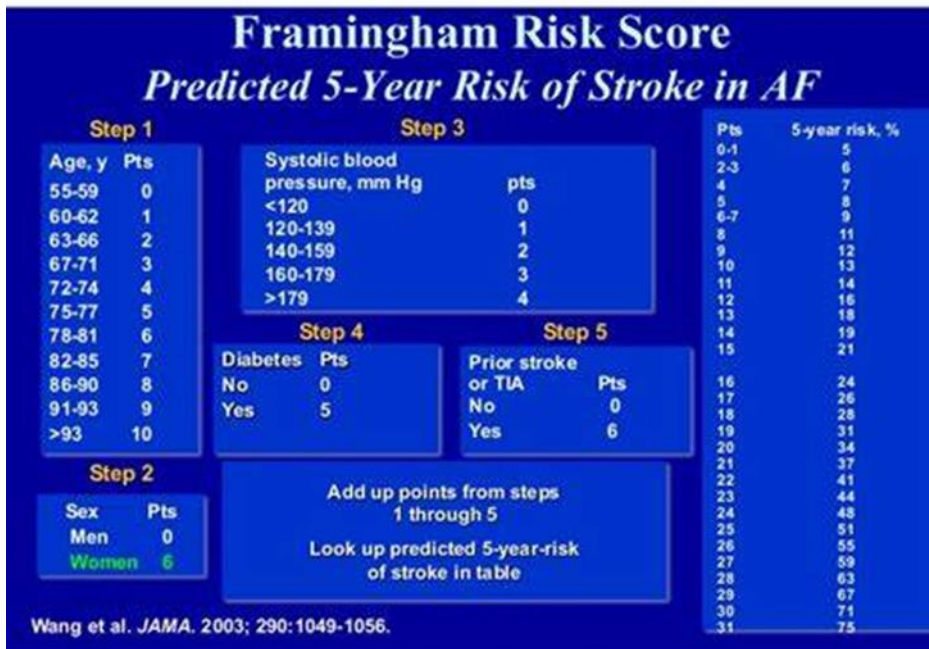 Framingham Risk Score
Predicted 5-Year Risk of Stroke in AF
Step 1
Age, y Pts
55-59 0
60-62 1
63-66 2
67-71 3
72-74 4
75-77 5
78-81 6
82-85 7
86-90 8
91-93 9
>93 10
Step 2
Sex Pts
Men 0
Women 6
Step 3
Systolic blood
pressure, mm Hg pts
<120 0
120-139 1
140-159 2
160-179 3
>179 4
Step 4
Diabetes Pts
No 0
Yes 5
Step 5
Prior stroke
or TIA Pts
No 0
Yes 6
Add up points from steps
1 through 5
Look up predicted 5-year-risk
of stroke in table
Pts 5-year risk, %
0-1 5
2-3 6
4 7
5 8
6-7 9
8 11
9 12
10 13
11 14
12 16
13 18
14 19
15 21
16 24
17 26
18 28
19 31
20 34
21 37
22 41
23 44
24 48
25 51
26 55
27 59
28 63
29 67
30 71
31 75
Wang et al. JAMA. 2003; 290:1049-1056.